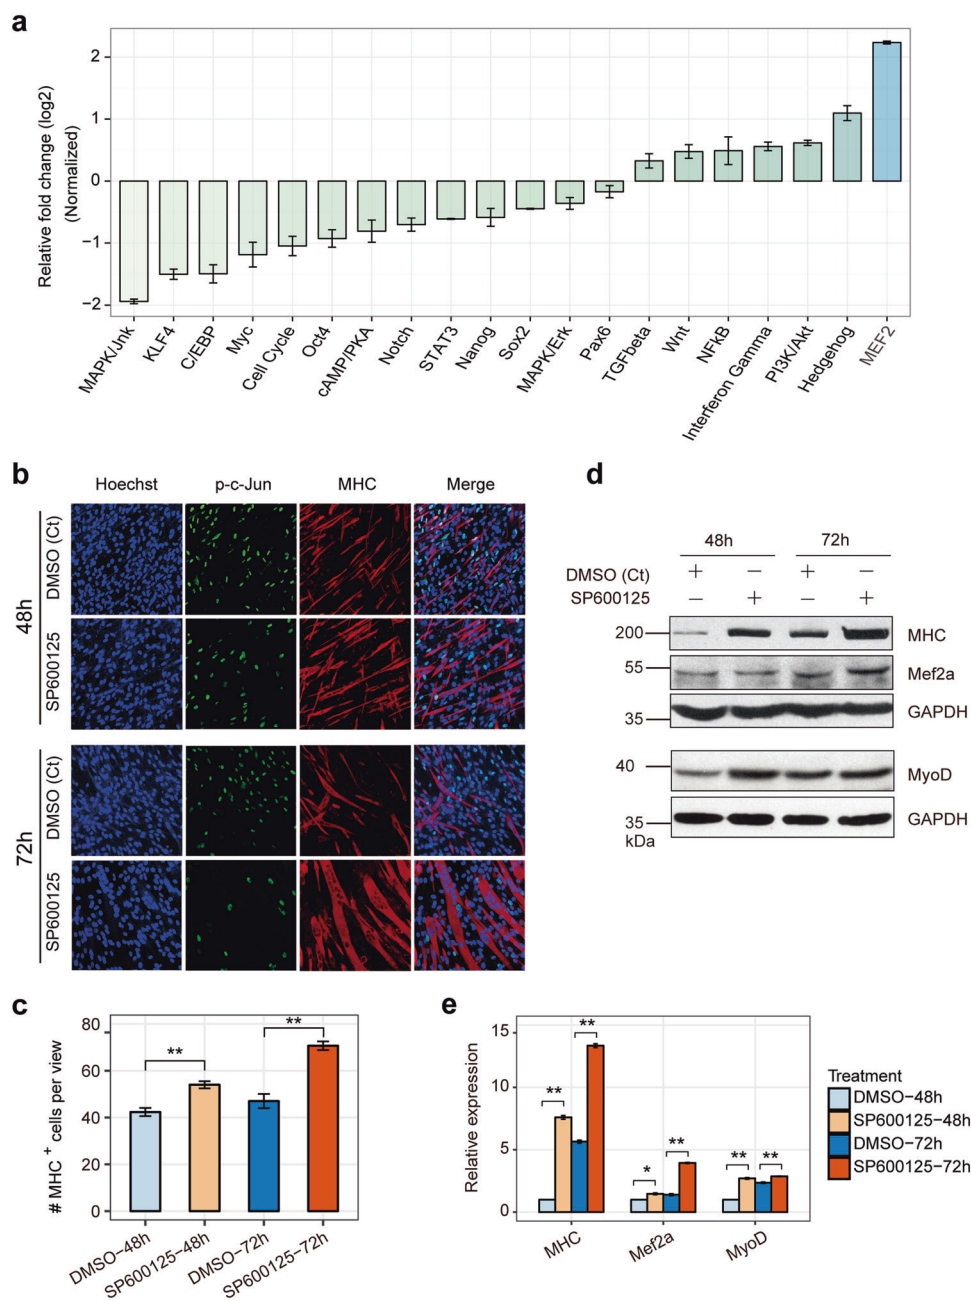 a
Relative fold change (log2)
(Normalized)
2
1
0
−1
−2
MAPK/Jnk
KLF4
C/EBP
Myc
Cell Cycle
Oct4
cAMP/PKA
Notch
STAT3
Nanog
Sox2
MAPK/Erk
Pax6
TGFbeta
Wnt
NFkB
Interferon Gamma
PI3K/Akt
Hedgehog
MEF2
b
Hoechst p-c-Jun MHC Merge
48h
DMSO (Ct)
SP600125
72h
DMSO (Ct)
SP600125
d
48h 72h
DMSO (Ct) + − + −
SP600125 − + − +
200 MHC
55 Mef2a
35 GAPDH
40 MyoD
35 GAPDH
kDa
c
# MHC + cells per view
80
60
40
20
0
** **
DMSO−48h
SP600125−48h
DMSO−72h
SP600125−72h
e
Relative expression
15
10
5
0
** **
* **
** **
MHC Mef2a MyoD
Treatment
DMSO−48h
SP600125−48h
DMSO−72h
SP600125−72h